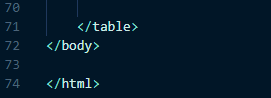 70
71 </table>
72 </body>
73
74 </html>